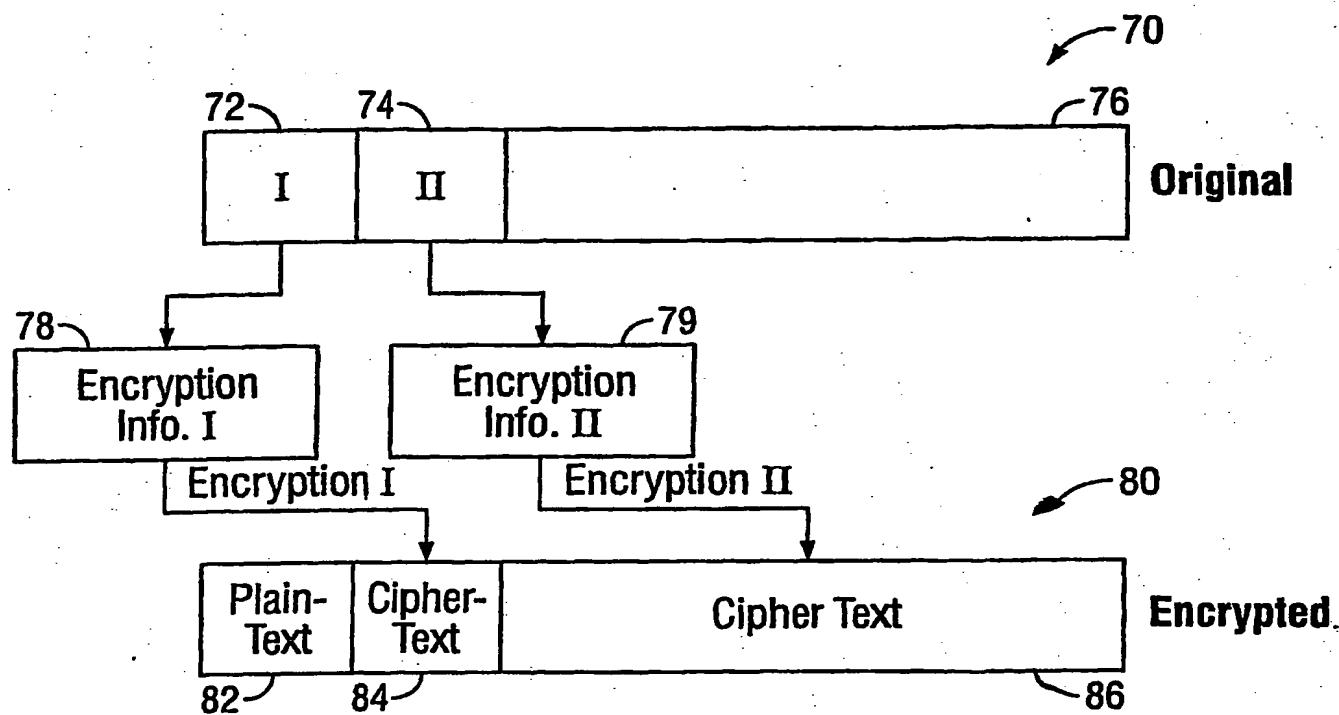 70
72
74
76
I
II
Original
78
79
Encryption
Info. I
Encryption
Info. II
Encryption I
Encryption II
80
Plain-
Text
Cipher-
Text
Cipher Text
Encrypted
82
84
86